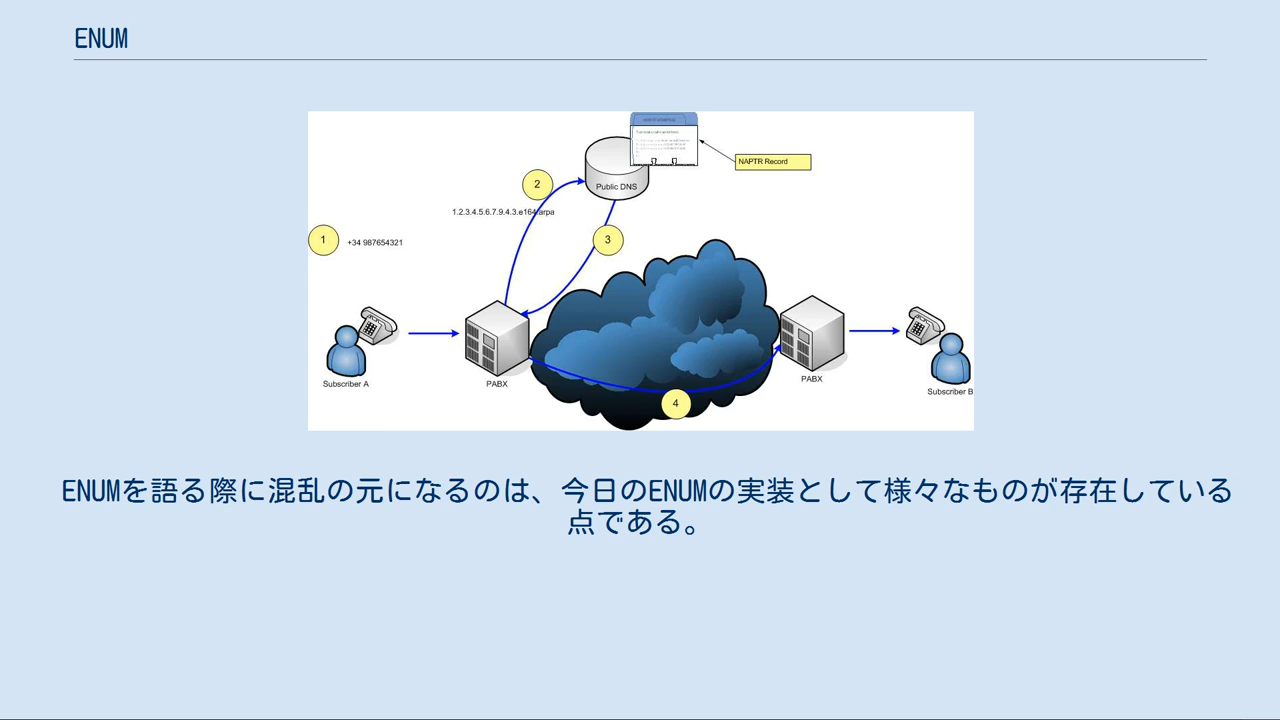 ENUM
NAPTR Record
Public DNS
2
1.2.3.4.5.6.7.9.4.3.e164.arpa
1
+34 987654321
3
Subscriber A
PABX
PABX
Subscriber B
4
ENUMを語る際に混乱の元になるのは、今日のENUMの実装として様々なものが存在している
点である。